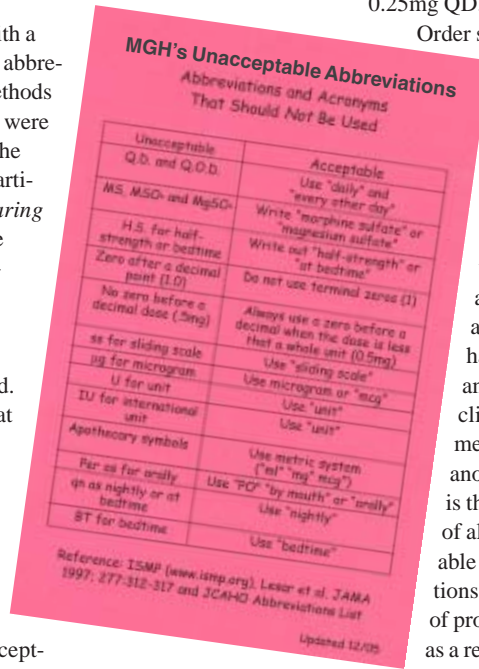 0.25mg QD
Order s
th a
abbre-
ethods
were
he
arti-
aring
e
d.
at
cept-
MGH's Unacceptable Abbreviations
Abbreviations and Acronyms
That Should Not Be Used
Unacceptable
Acceptable
Q.D. and Q.O.D.
Use "daily" and
"every other day"
MS, MSO4 and MgSO4
Write "morphine sulfate" or
"magnesium sulfate"
H.S. for half-
strength or bedtime
Write out "half-strength" or
"at bedtime"
Zero after a decimal
point (1.0)
Do not use terminal zeros (1)
No zero before a
decimal dose (.5mg)
Always use a zero before a
decimal when the dose is less
that a whole unit (0.5mg)
ss for sliding scale
Use "sliding scale"
µg for microgram
Use microgram or "mcg"
U for unit
Use "unit"
IU for international
unit
Use "unit"
Apothecary symbols
Use metric system
("ml" "mg" mcg")
Per os for orally
Use "PO" "by mouth" or "orally"
qn as nightly or at
bedtime
Use "nightly"
BT for bedtime
Use "bedtime"
Reference: ISMP (www.ismp.org), Lesar et al. JAMA
1997; 277:312-317 and JCAHO Abbreviations List
Updated 12/05
a
a
ha
an
cli
me
ano
is th
of al
able
tions
of pro
as a re